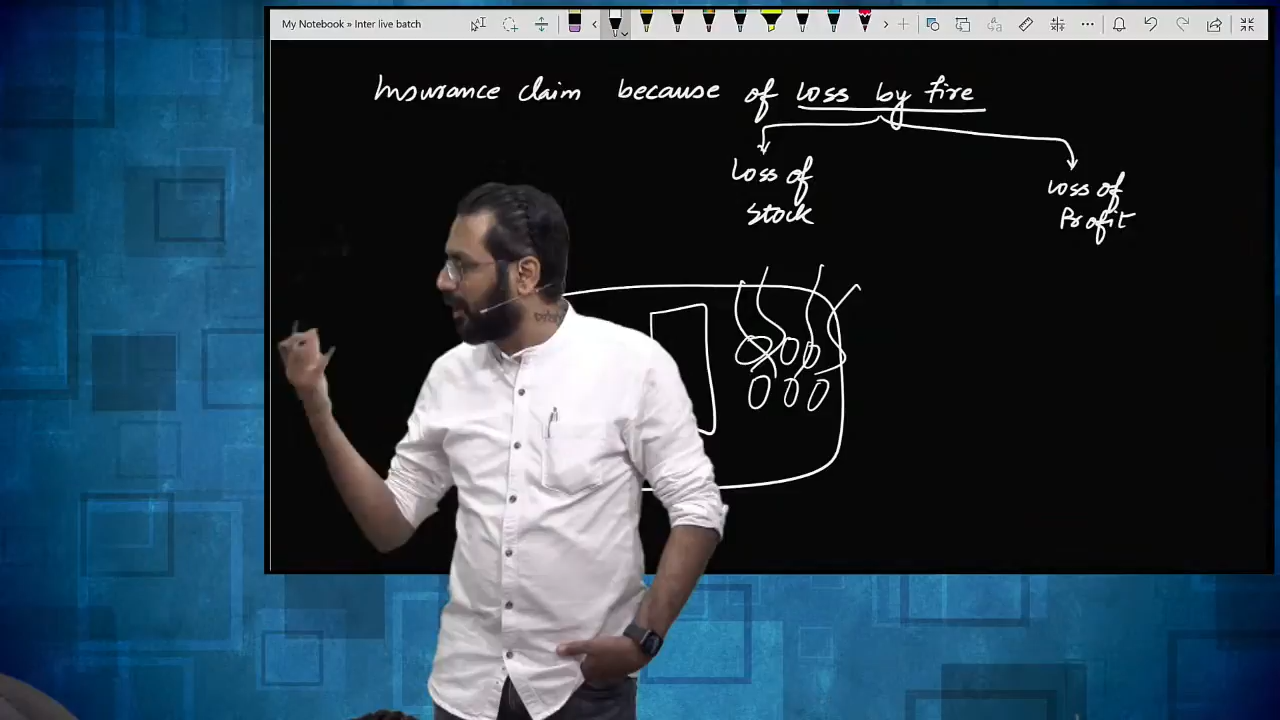 My Notebook » Inter live batch
Insurance claim because of loss by fire
Loss of
Stock
Loss of
Profit